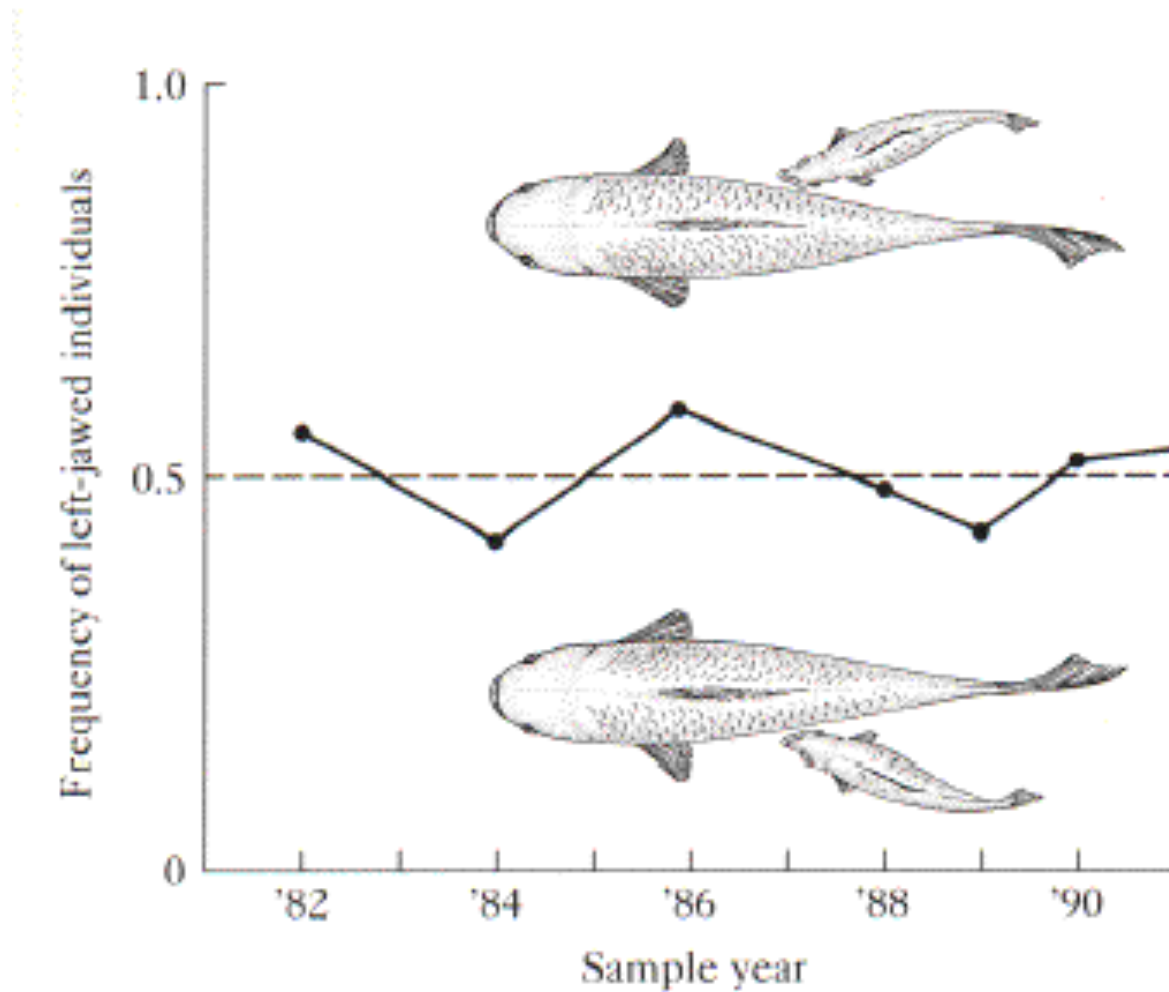 1.0
Frequency of left-jawed individuals
0.5
0
'82 '84 '86 '88 '90
Sample year